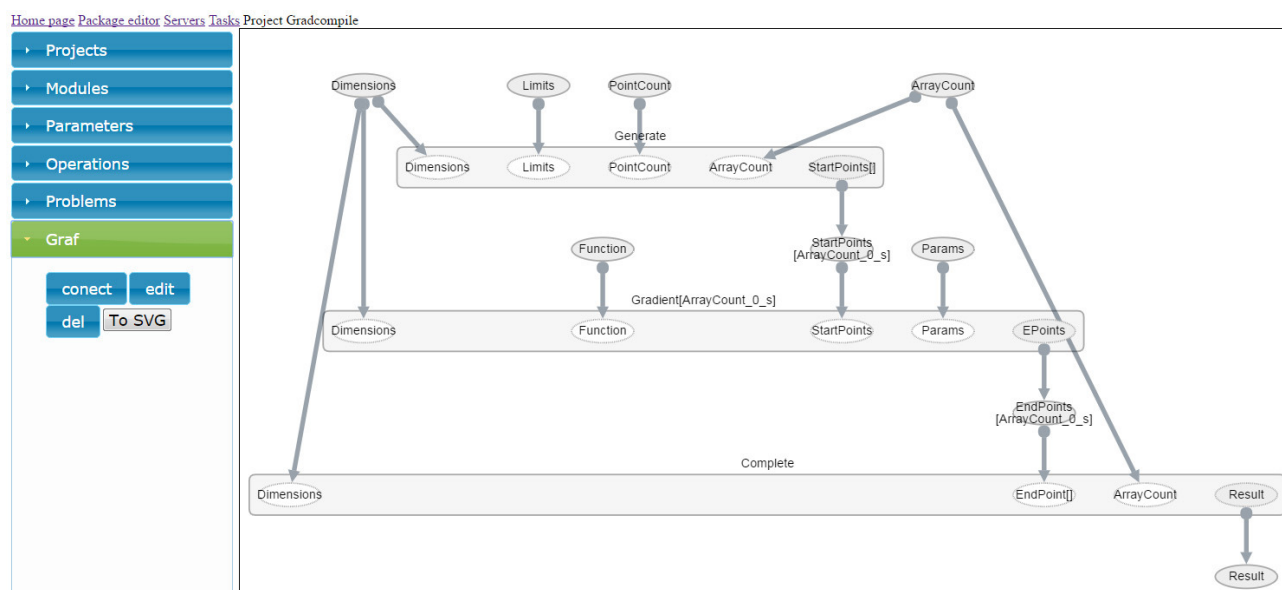 Home page Package editor Servers Tasks Project Gradcompile
Projects
Modules
Parameters
Operations
Problems
Graf
conect edit
del To SVG
Dimensions Limits PointCount ArrayCount
Generate
Dimensions Limits PointCount ArrayCount StartPoints[]
Function StartPoints Params
[ArrayCount_0_s]
Gradient[ArrayCount_0_s]
Dimensions Function StartPoints Params EPoints
EndPoints
[ArrayCount_0_s]
Complete
Dimensions EndPoint[] ArrayCount Result
Result